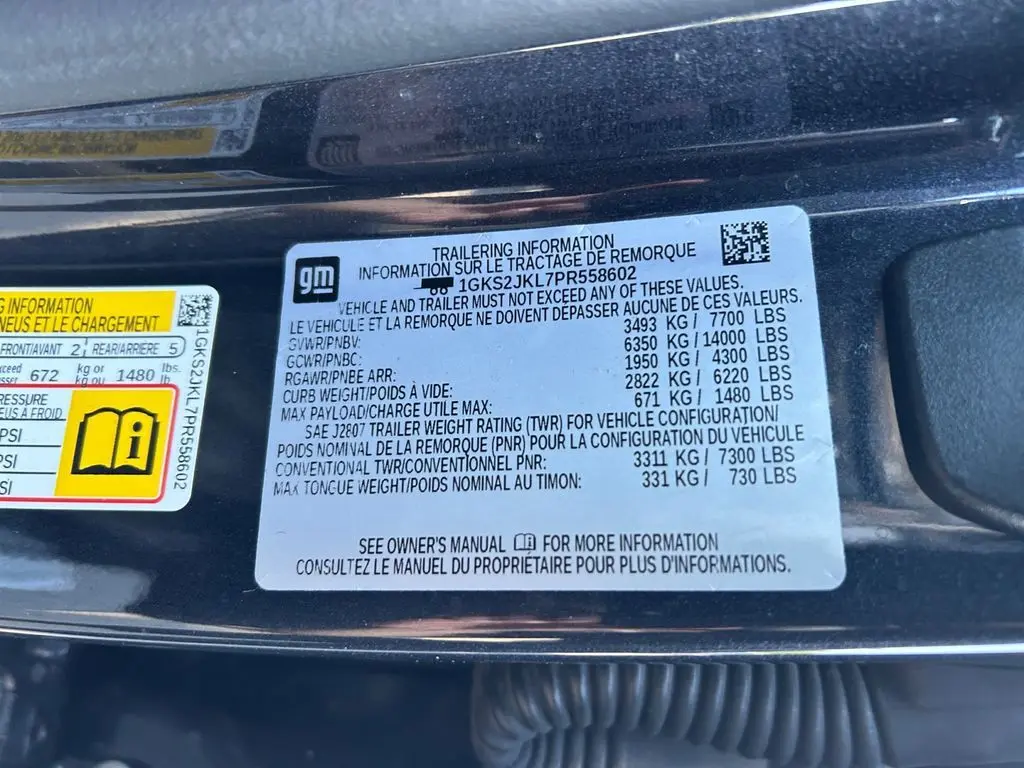 gm
TRAILERING INFORMATION
INFORMATION SUR LE TRACTAGE DE REMORQUE
1GKS2JKL7PR558602
VEHICLE AND TRAILER MUST NOT EXCEED ANY OF THESE VALUES.
LE VEHICULE ET LA REMORQUE NE DOIVENT DEPASSER AUCUNE DE CES VALEURS.
GVWR/PNBV: 3493 KG / 7700 LBS
GCWR/PNBC: 6350 KG / 14000 LBS
RGAWR/PNBE ARR: 1950 KG / 4300 LBS
CURB WEIGHT/POIDS À VIDE: 2822 KG / 6220 LBS
MAX PAYLOAD/CHARGE UTILE MAX: 671 KG / 1480 LBS
SAE J2807 TRAILER WEIGHT RATING (TWR) FOR VEHICLE CONFIGURATION/
POIDS NOMINAL DE LA REMORQUE (PNR) POUR LA CONFIGURATION DU VEHICULE
CONVENTIONAL TWR/CONVENTIONNEL PNR: 3311 KG / 7300 LBS
MAX TONGUE WEIGHT/POIDS NOMINAL AU TIMON: 331 KG / 730 LBS
SEE OWNER'S MANUAL FOR MORE INFORMATION
CONSULTEZ LE MANUEL DU PROPRIÉTAIRE POUR PLUS D'INFORMATIONS.
INFORMATION
ET LE CHARGEMENT
FRONT/AVANT 2 REAR/ARRIÈRE 5
672 kg or 1480 lbs.
kg ou lb
À FROID
PSI
PSI
1GKS2JKL7PR558602